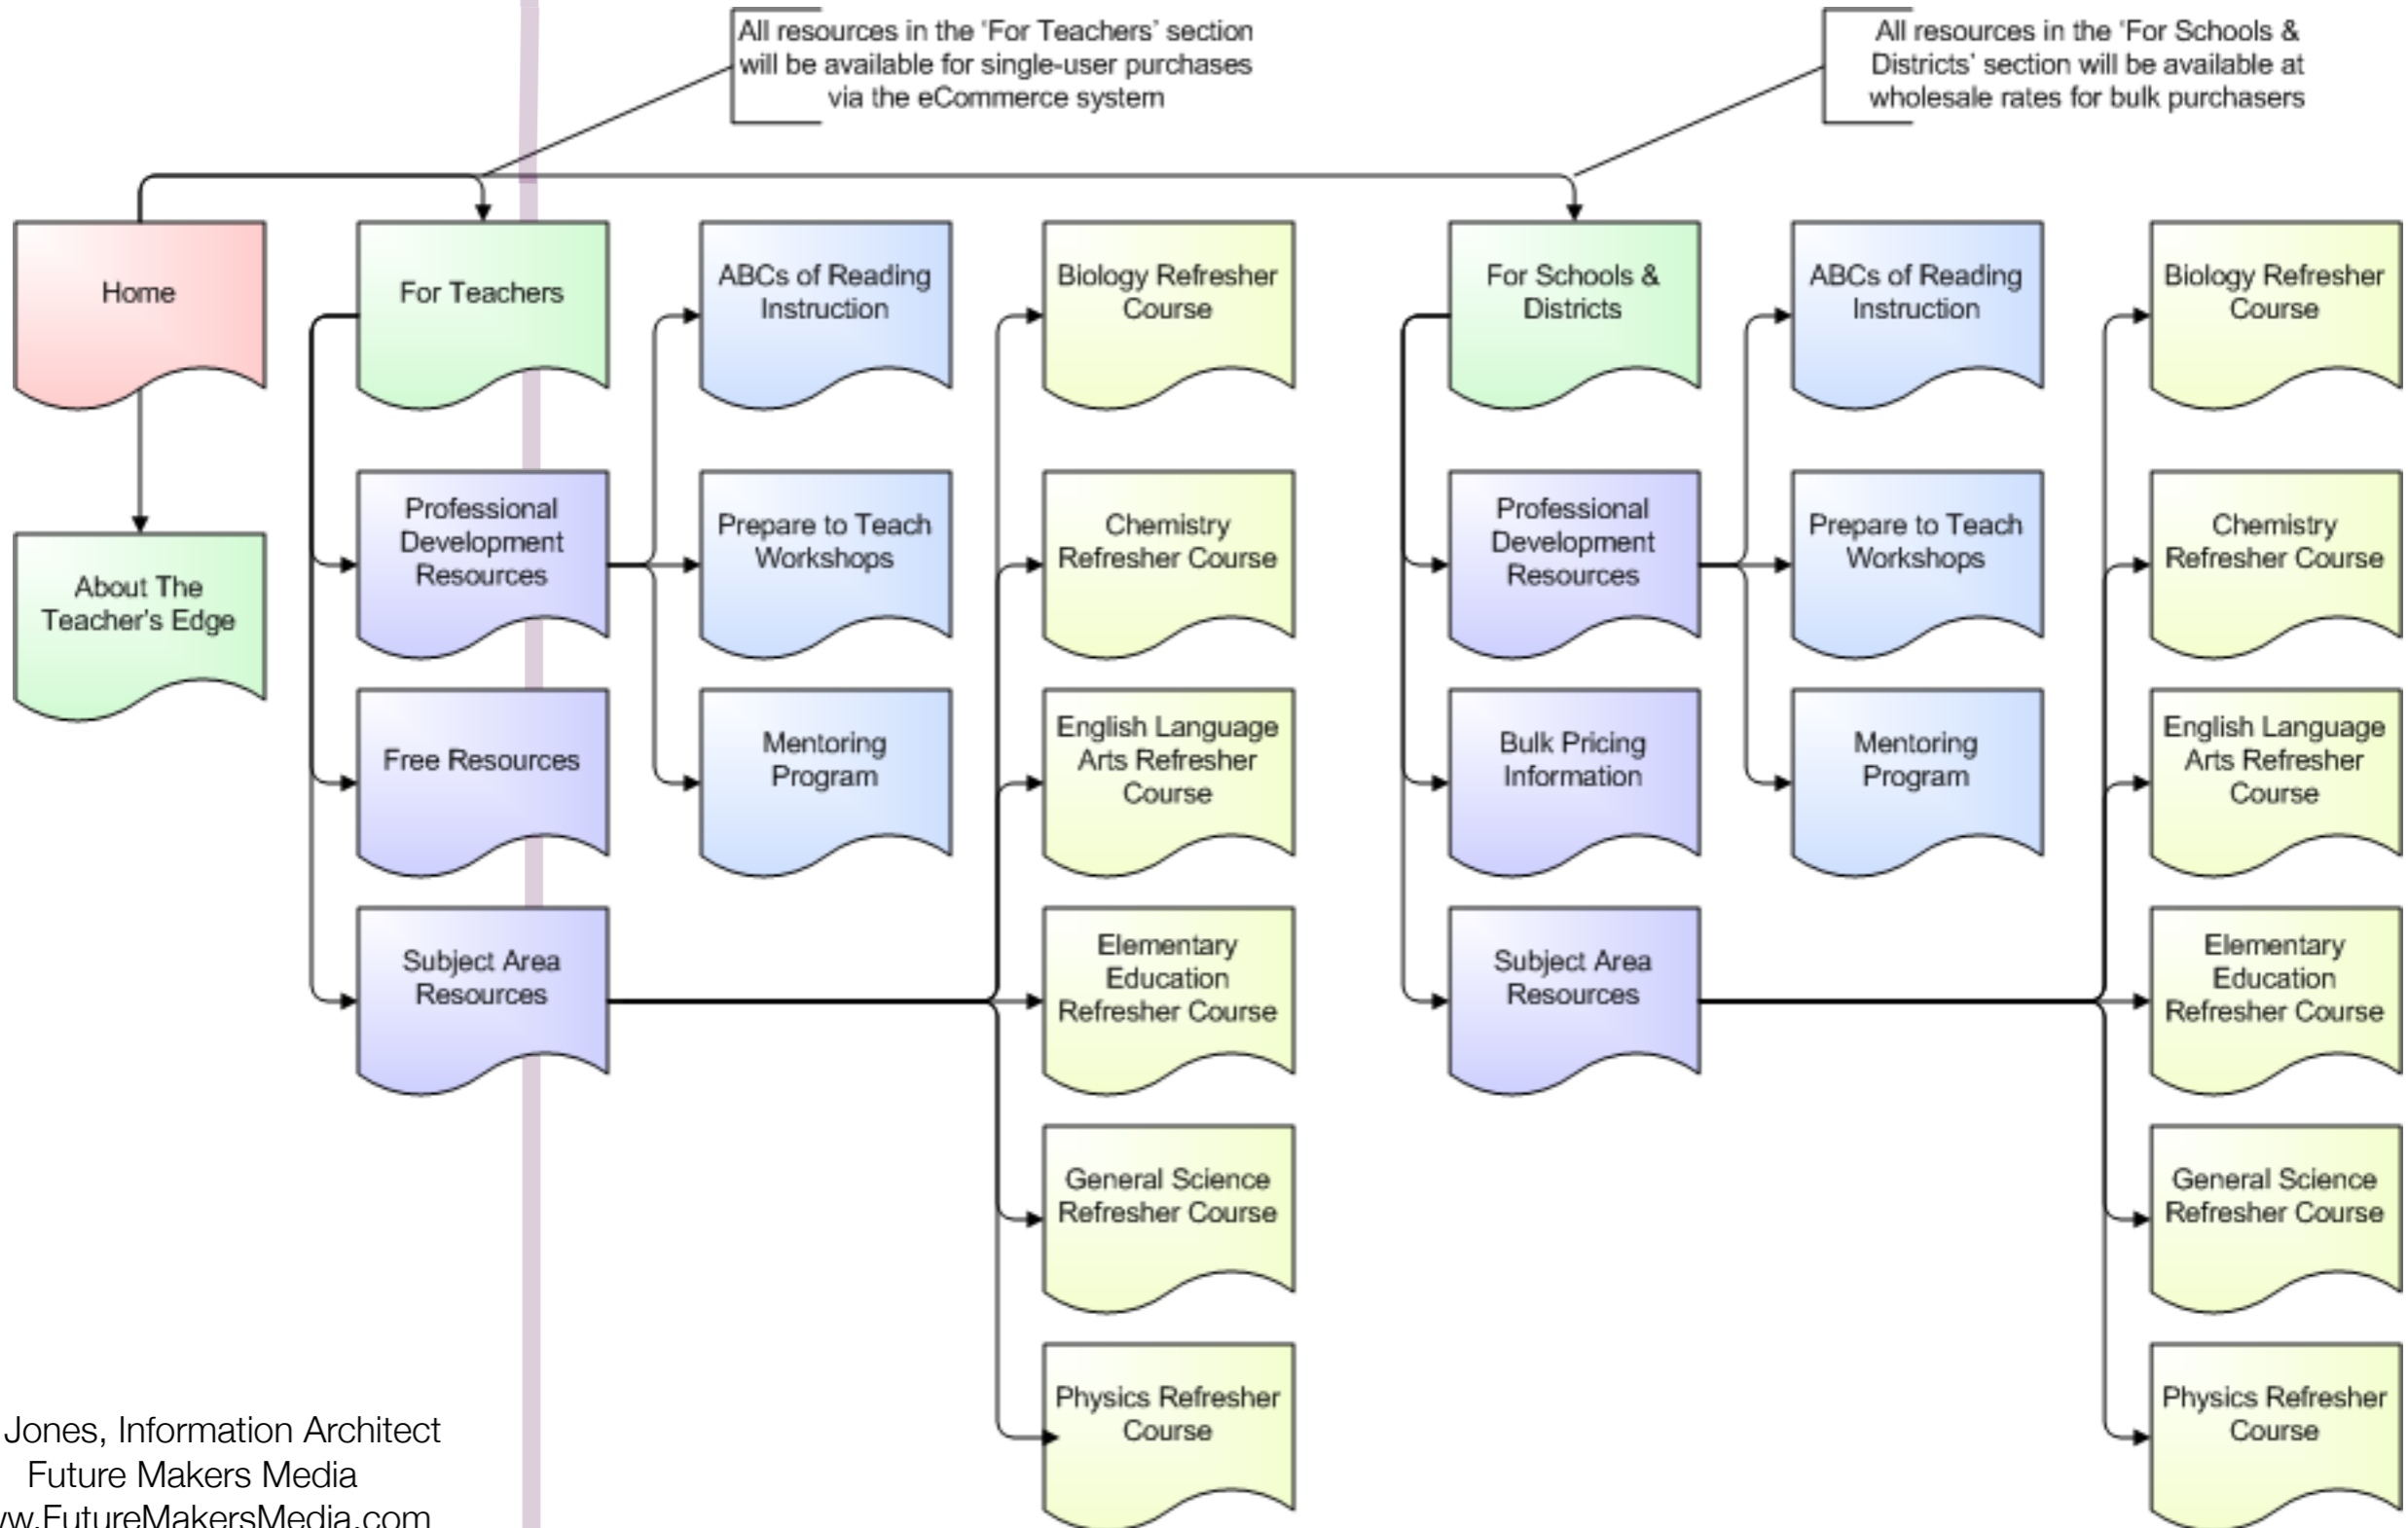 All resources in the ‘For Teachers’ section
will be available for single-user purchases
via the eCommerce system
All resources in the ‘For Schools &
Districts’ section will be available at
wholesale rates for bulk purchasers
Home
About The
Teacher’s Edge
For Teachers
Professional
Development
Resources
Free Resources
Subject Area
Resources
ABCs of Reading
Instruction
Prepare to Teach
Workshops
Mentoring
Program
Biology Refresher
Course
Chemistry
Refresher Course
English Language
Arts Refresher
Course
Elementary
Education
Refresher Course
General Science
Refresher Course
Physics Refresher
Course
For Schools &
Districts
Professional
Development
Resources
Bulk Pricing
Information
Subject Area
Resources
ABCs of Reading
Instruction
Prepare to Teach
Workshops
Mentoring
Program
Biology Refresher
Course
Chemistry
Refresher Course
English Language
Arts Refresher
Course
Elementary
Education
Refresher Course
General Science
Refresher Course
Physics Refresher
Course
Jones, Information Architect
Future Makers Media
w.FutureMakersMedia.com